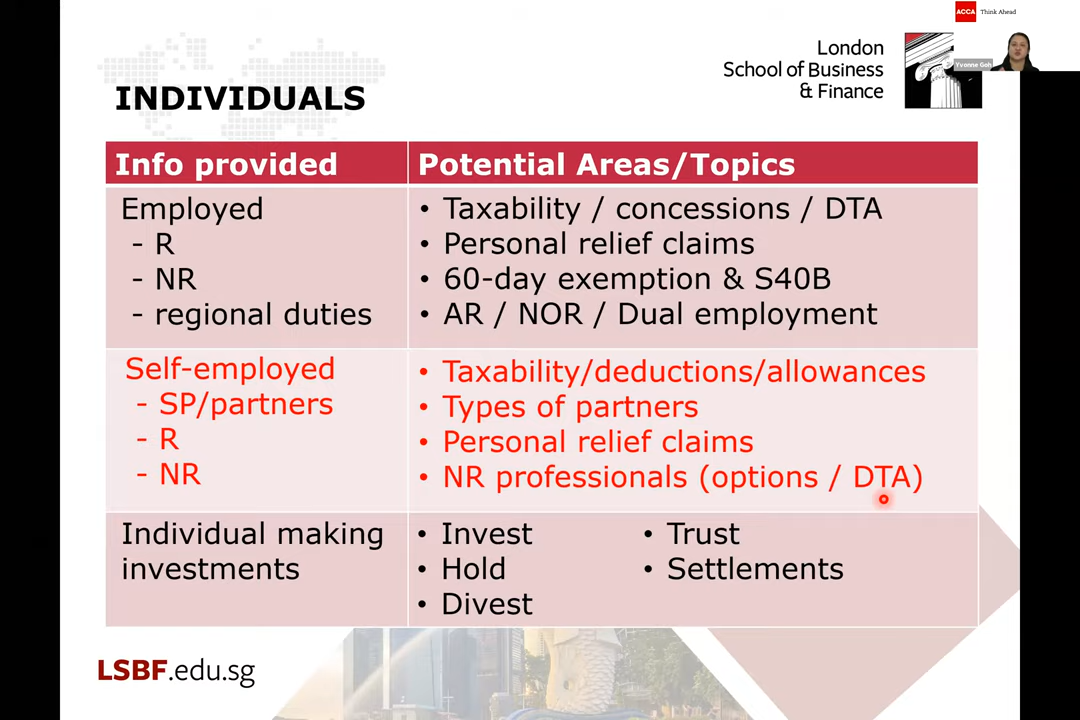 ACCA Think Ahead
London
School of Business
& Finance
Yvonne Goh
INDIVIDUALS
Info provided
Potential Areas/Topics
Employed
- R
- NR
- regional duties
• Taxability / concessions / DTA
• Personal relief claims
• 60-day exemption & S40B
• AR / NOR / Dual employment
Self-employed
- SP/partners
- R
- NR
• Taxability/deductions/allowances
• Types of partners
• Personal relief claims
• NR professionals (options / DTA)
Individual making
investments
• Invest
• Hold
• Divest
• Trust
• Settlements
LSBF.edu.sg